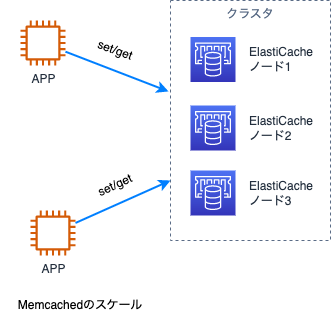 クラスタ
set/get
APP
ElastiCache
ノード1
ElastiCache
ノード2
ElastiCache
ノード3
set/get
APP
Memcachedのスケール